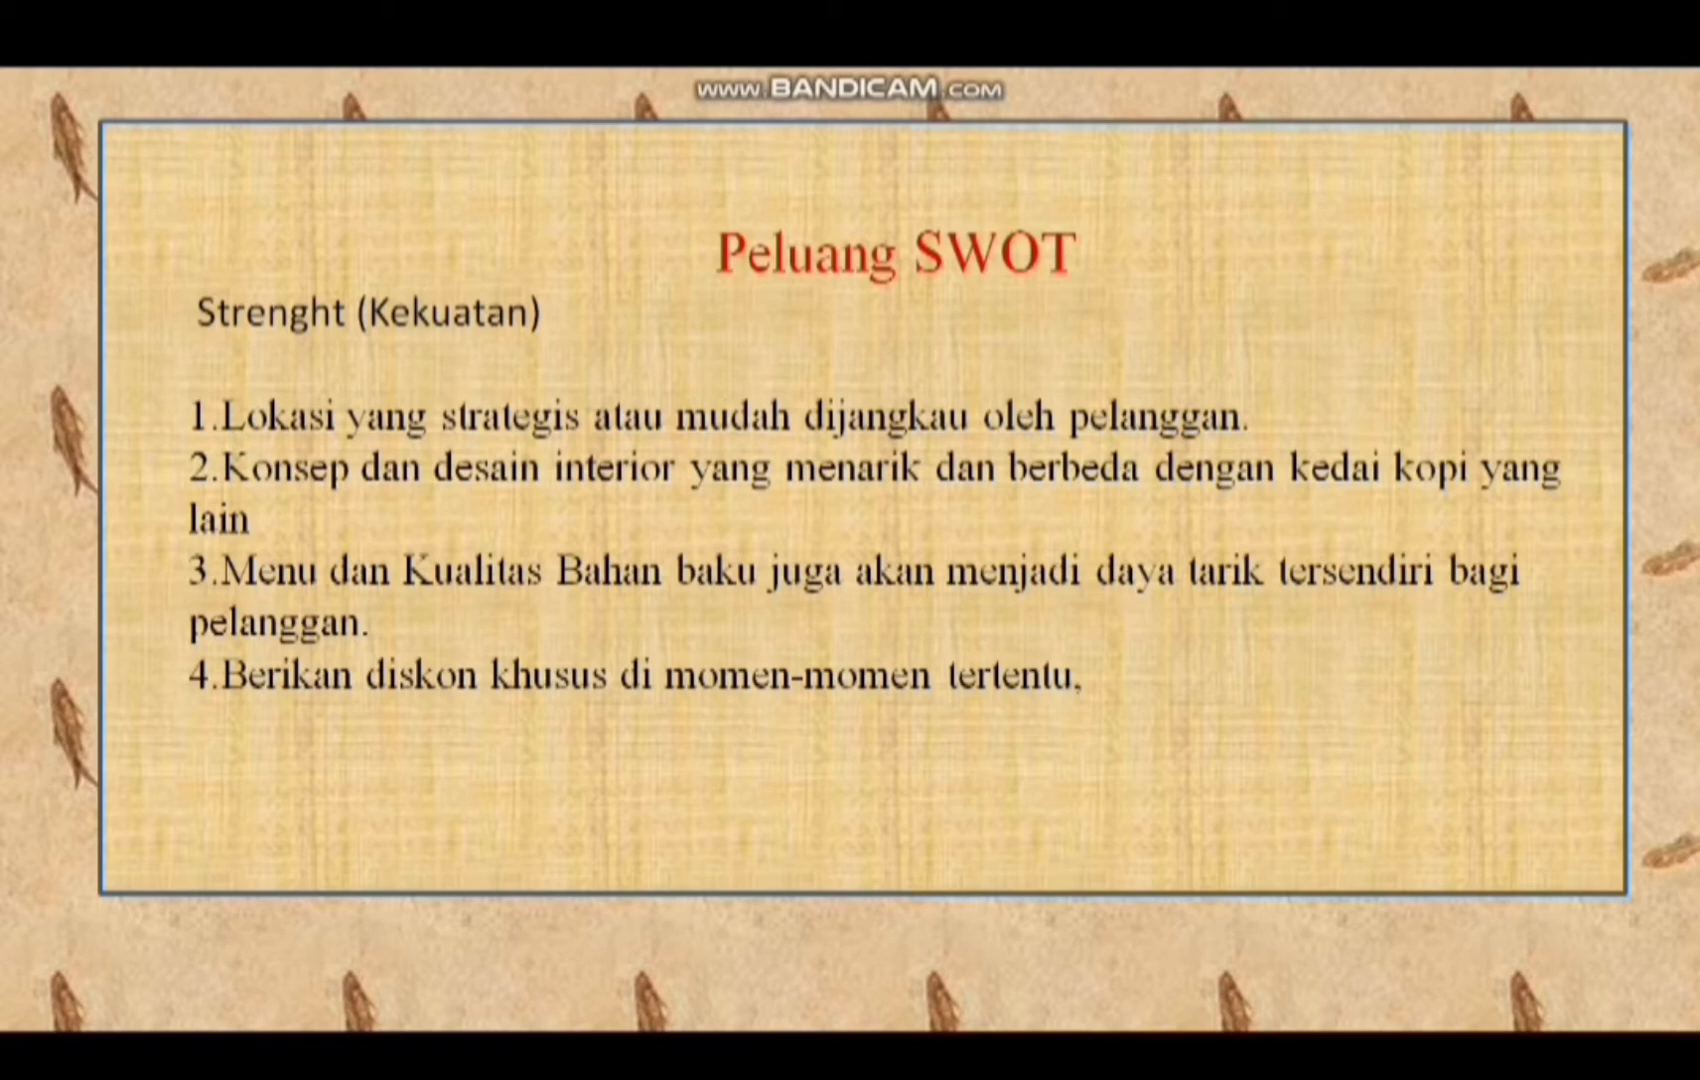 www.BANDICAM.COM
Peluang SWOT
Strenght (Kekuatan)
1.Lokasi yang strategis atau mudah dijangkau oleh pelanggan.
2.Konsep dan desain interior yang menarik dan berbeda dengan kedai kopi yang
lain
3.Menu dan Kualitas Bahan baku juga akan menjadi daya tarik tersendiri bagi
pelanggan.
4.Berikan diskon khusus di momen-momen tertentu,